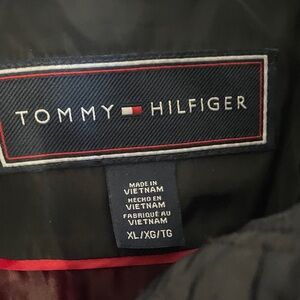 TOMMY HILFIGER
MADE IN
VIETNAM
HECHO EN
VIETNAM
FABRIQUÉ AU
VIETNAM
XL/XG/TG